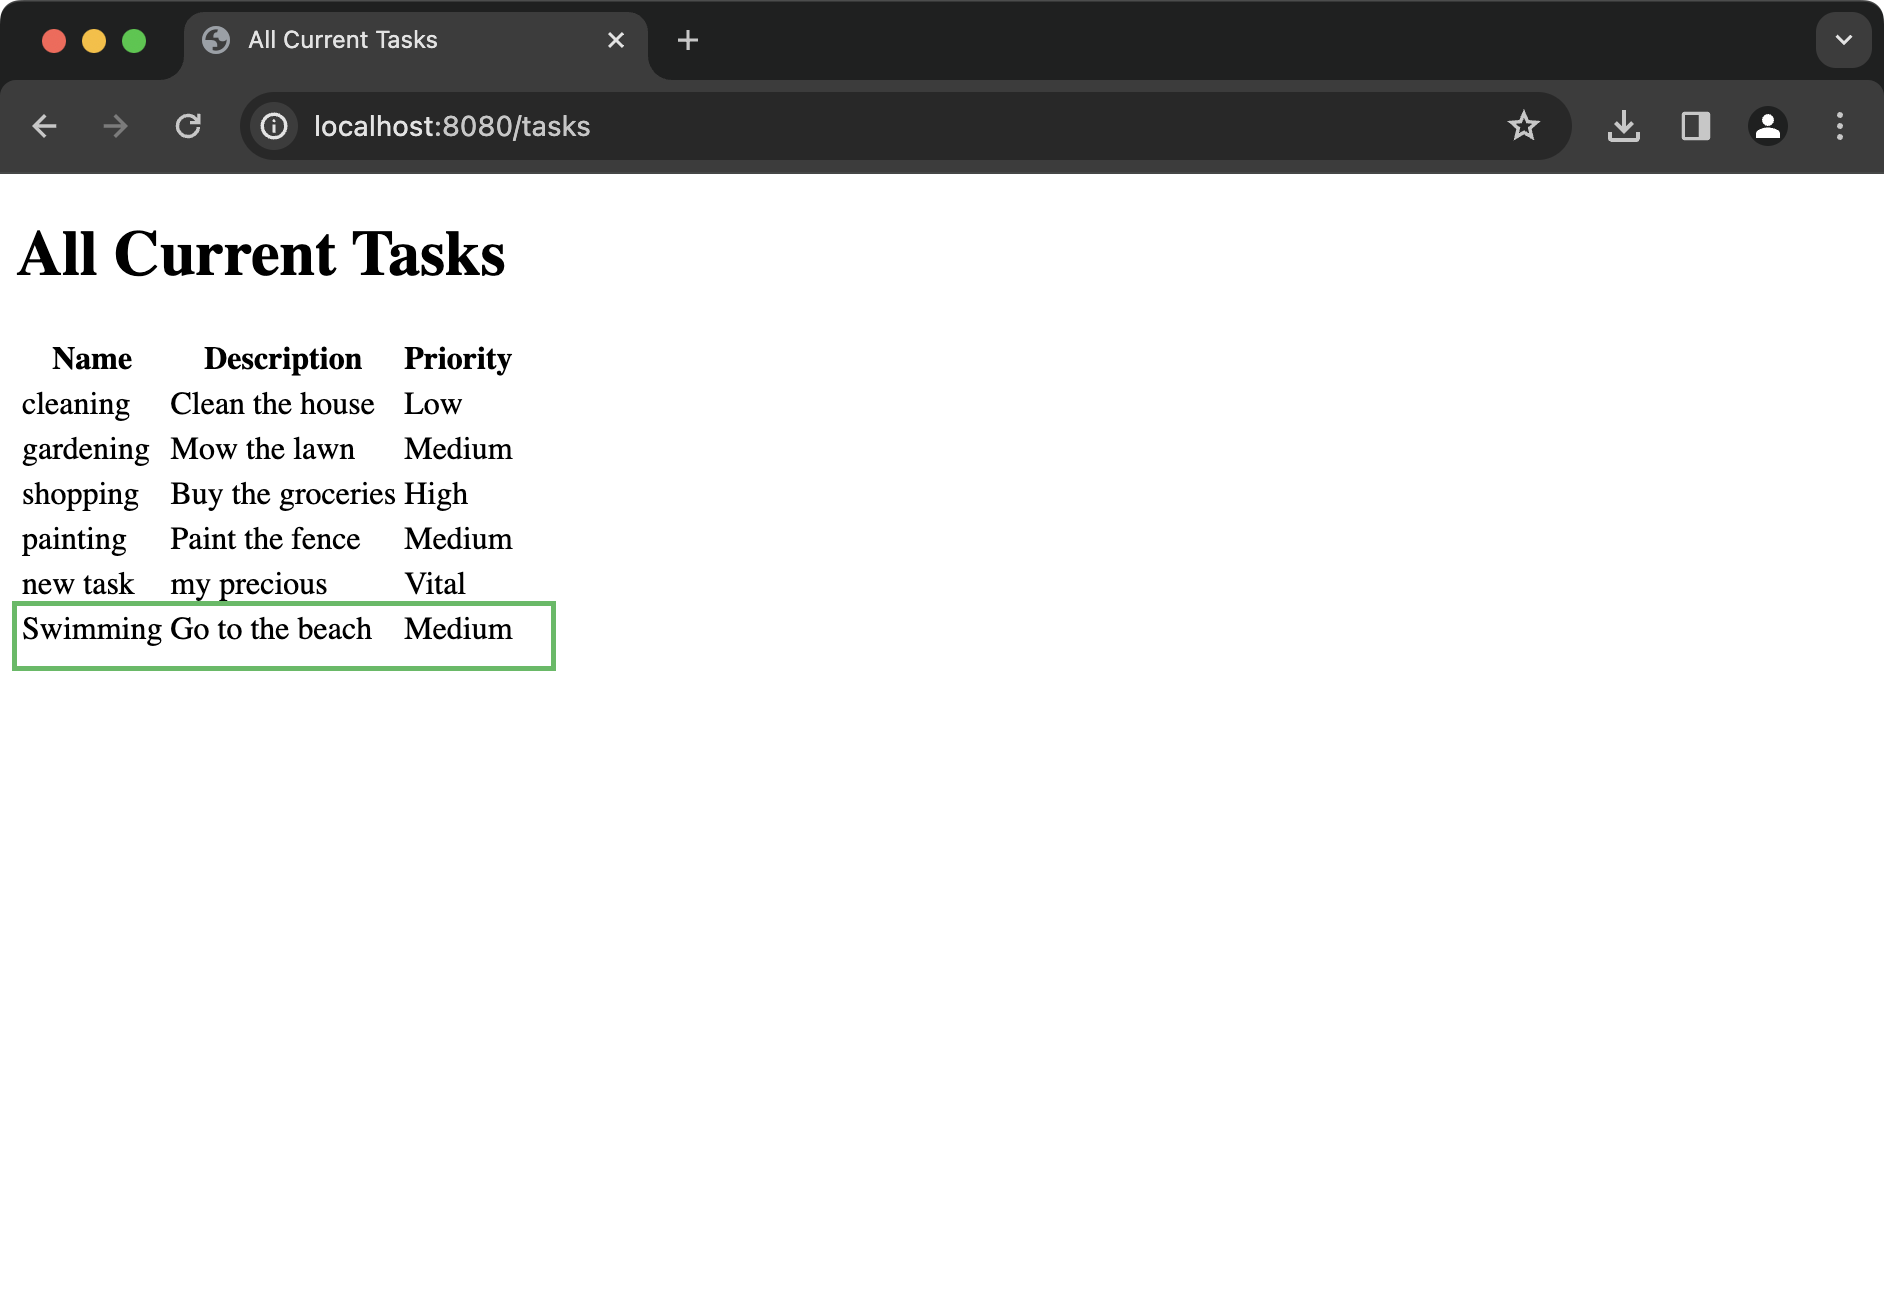 All Current Tasks
localhost:8080/tasks
All Current Tasks
Name Description Priority
cleaning Clean the house Low
gardening Mow the lawn Medium
shopping Buy the groceries High
painting Paint the fence Medium
new task my precious Vital
Swimming Go to the beach Medium